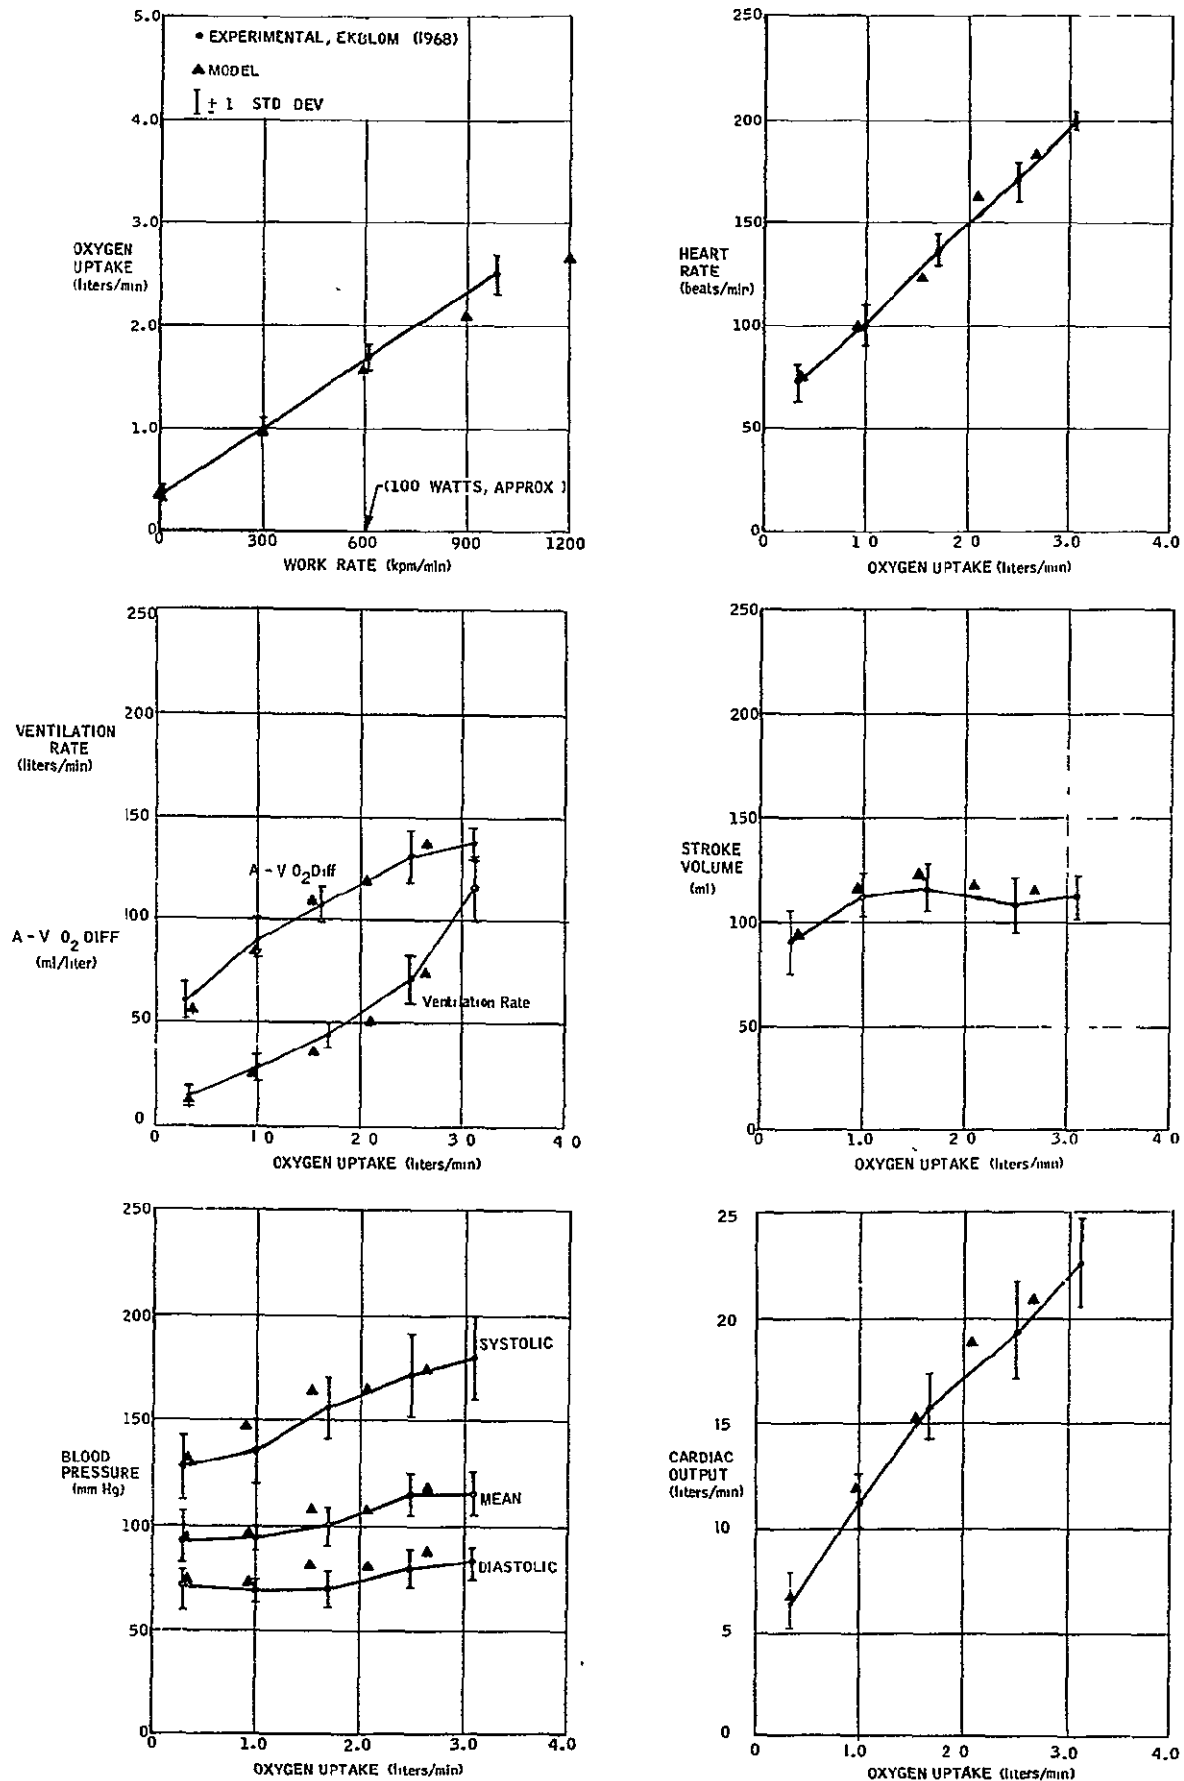 5.0
• EXPERIMENTAL, EKBLOM (1968)
▲ MODEL
± 1 STD DEV
4.0
3.0
OXYGEN
UPTAKE
(liters/min)
2.0
1.0
(100 WATTS, APPROX )
0
0 300 600 900 1200
WORK RATE (kpm/min)
250
200
150
HEART
RATE
(beats/min)
100
50
0
0 1 0 2 0 3.0 4.0
OXYGEN UPTAKE (liters/min)
250
200
VENTILATION
RATE
(liters/min)
150
A - V O2Diff
100
A - V O2 DIFF
(ml/liter)
Ventilation Rate
50
0
0 1 0 2 0 3 0 4 0
OXYGEN UPTAKE (liters/min)
250
200
150
STROKE
VOLUME
(ml)
100
50
0
0 1.0 2 0 3.0 4 0
OXYGEN UPTAKE (liters/min)
250
200
SYSTOLIC
150
BLOOD
PRESSURE
(mm Hg)
MEAN
100
DIASTOLIC
50
0
0 1.0 2.0 3.0 4.0
OXYGEN UPTAKE (liters/min)
25
20
15
CARDIAC
OUTPUT
(liters/min)
10
5
0
0 1.0 2 0 3.0 4.0
OXYGEN UPTAKE (liters/min)